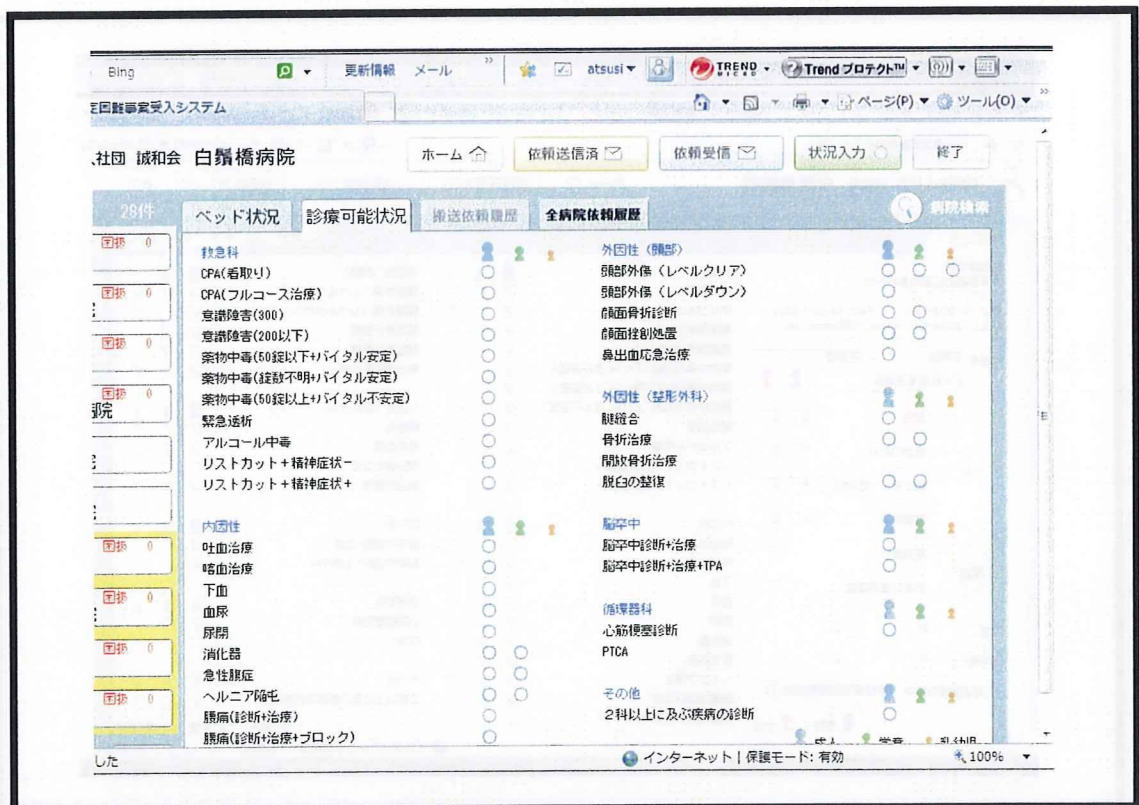 Bing 更新情報 メール » atsusi TREND MICRO Trend プロテクト™
定困難事案受入システム ページ(P) ツール(O) »
社団 誠和会 白鬚橋病院 ホーム 依頼送信済 依頼受信 状況入力 終了
28件 ベッド状況 診療可能状況 搬送依頼履歴 全病院依頼履歴 病院検索
救急科
CPA(看取り)
CPA(フルコース治療)
意識障害(300)
意識障害(200以下)
薬物中毒(50錠以下+バイタル安定)
薬物中毒(錠数不明+バイタル安定)
薬物中毒(50錠以上+バイタル不安定)
緊急透析
アルコール中毒
リストカット+精神症状-
リストカット+精神症状+
内因性
吐血治療
喀血治療
下血
血尿
尿閉
消化器
急性腹症
ヘルニア陥屯
腰痛(診断+治療)
腰痛(診断+治療+ブロック)
外因性（頭部）
頭部外傷（レベルクリア）
頭部外傷（レベルダウン）
顔面骨折診断
顔面挫創処置
鼻出血応急治療
外因性（整形外科）
腱縫合
骨折治療
開放骨折治療
脱臼の整復
脳卒中
脳卒中診断+治療
脳卒中診断+治療+TPA
循環器科
心筋梗塞診断
PTCA
その他
2科以上に及ぶ疾病の診断
成人 学童 乳幼児
した インターネット | 保護モード: 有効 100%